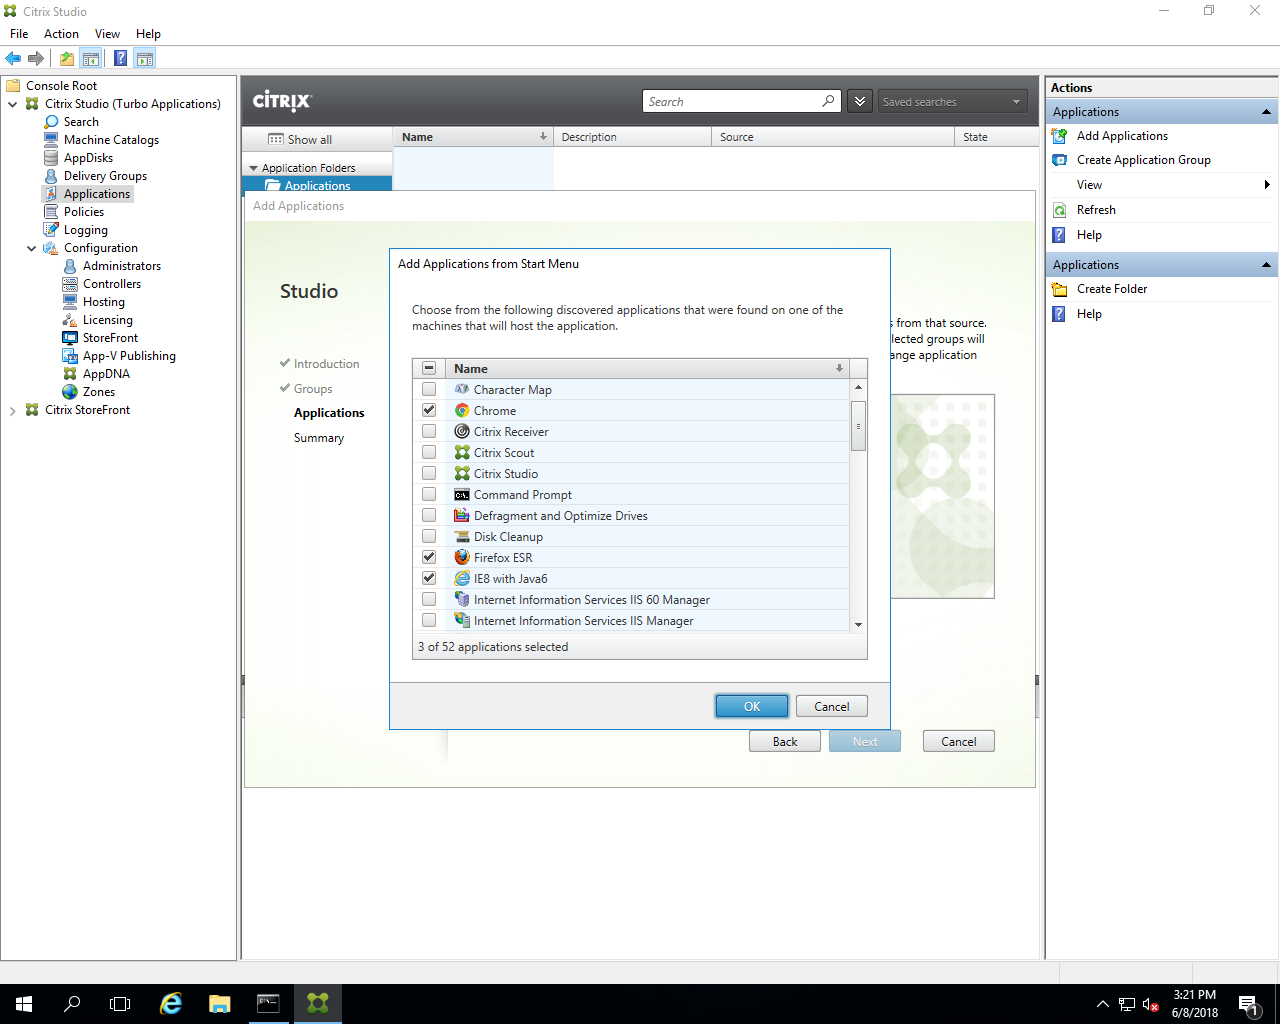 Citrix Studio
File Action View Help
Console Root
Citrix Studio (Turbo Applications)
Search
Machine Catalogs
AppDisks
Delivery Groups
Applications
Policies
Logging
Configuration
Administrators
Controllers
Hosting
Licensing
StoreFront
App-V Publishing
AppDNA
Zones
Citrix StoreFront
CITRIX
Search
Saved searches
Show all
Name Description Source State
Application Folders
Applications
Add Applications
Studio
Introduction
Groups
Applications
Summary
s from that source.
lected groups will
ange application
Add Applications from Start Menu
Choose from the following discovered applications that were found on one of the
machines that will host the application.
Name
Character Map
Chrome
Citrix Receiver
Citrix Scout
Citrix Studio
Command Prompt
Defragment and Optimize Drives
Disk Cleanup
Firefox ESR
IE8 with Java6
Internet Information Services IIS 60 Manager
Internet Information Services IIS Manager
3 of 52 applications selected
OK Cancel
Back Next Cancel
Actions
Applications
Add Applications
Create Application Group
View
Refresh
Help
Applications
Create Folder
Help
3:21 PM
6/8/2018
1